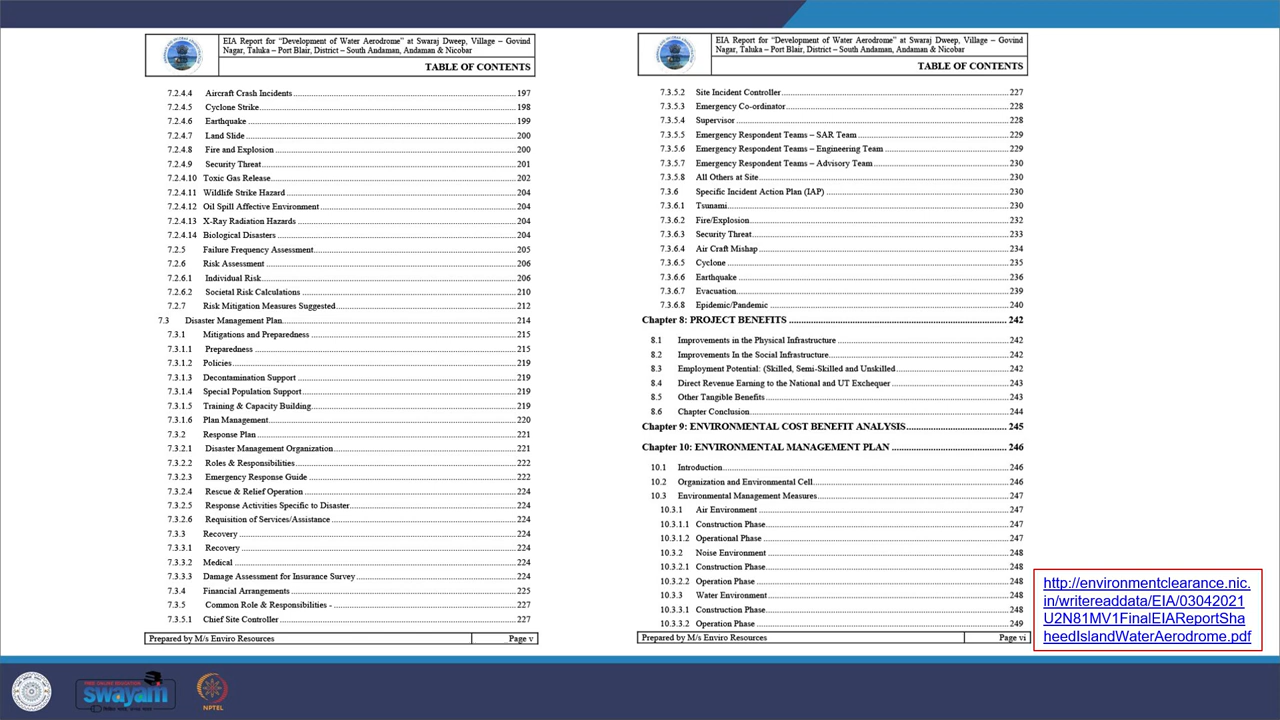 EIA Report for “Development of Water Aerodrome” at Swaraj Dweep, Village – Govind
Nagar, Taluka – Port Blair, District – South Andaman, Andaman & Nicobar
TABLE OF CONTENTS
7.2.4.4 Aircraft Crash Incidents 197
7.2.4.5 Cyclone Strike 198
7.2.4.6 Earthquake 199
7.2.4.7 Land Slide 200
7.2.4.8 Fire and Explosion 200
7.2.4.9 Security Threat 201
7.2.4.10 Toxic Gas Release 202
7.2.4.11 Wildlife Strike Hazard 204
7.2.4.12 Oil Spill Affective Environment 204
7.2.4.13 X-Ray Radiation Hazards 204
7.2.4.14 Biological Disasters 204
7.2.5 Failure Frequency Assessment 205
7.2.6 Risk Assessment 206
7.2.6.1 Individual Risk 206
7.2.6.2 Societal Risk Calculations 210
7.2.7 Risk Mitigation Measures Suggested 212
7.3 Disaster Management Plan 214
7.3.1 Mitigations and Preparedness 215
7.3.1.1 Preparedness 215
7.3.1.2 Policies 219
7.3.1.3 Decontamination Support 219
7.3.1.4 Special Population Support 219
7.3.1.5 Training & Capacity Building 219
7.3.1.6 Plan Management 220
7.3.2 Response Plan 221
7.3.2.1 Disaster Management Organization 221
7.3.2.2 Roles & Responsibilities 222
7.3.2.3 Emergency Response Guide 222
7.3.2.4 Rescue & Relief Operation 224
7.3.2.5 Response Activities Specific to Disaster 224
7.3.2.6 Requisition of Services/Assistance 224
7.3.3 Recovery 224
7.3.3.1 Recovery 224
7.3.3.2 Medical 224
7.3.3.3 Damage Assessment for Insurance Survey 224
7.3.4 Financial Arrangements 225
7.3.5 Common Role & Responsibilities - 227
7.3.5.1 Chief Site Controller 227
Prepared by M/s Enviro Resources Page v
EIA Report for “Development of Water Aerodrome” at Swaraj Dweep, Village – Govind
Nagar, Taluka – Port Blair, District – South Andaman, Andaman & Nicobar
TABLE OF CONTENTS
7.3.5.2 Site Incident Controller 227
7.3.5.3 Emergency Co-ordinator 228
7.3.5.4 Supervisor 228
7.3.5.5 Emergency Respondent Teams – SAR Team 229
7.3.5.6 Emergency Respondent Teams – Engineering Team 229
7.3.5.7 Emergency Respondent Teams – Advisory Team 230
7.3.5.8 All Others at Site 230
7.3.6 Specific Incident Action Plan (IAP) 230
7.3.6.1 Tsunami 230
7.3.6.2 Fire/Explosion 232
7.3.6.3 Security Threat 233
7.3.6.4 Air Craft Mishap 234
7.3.6.5 Cyclone 235
7.3.6.6 Earthquake 236
7.3.6.7 Evacuation 239
7.3.6.8 Epidemic/Pandemic 240
Chapter 8: PROJECT BENEFITS 242
8.1 Improvements in the Physical Infrastructure 242
8.2 Improvements In the Social Infrastructure 242
8.3 Employment Potential: (Skilled, Semi-Skilled and Unskilled 242
8.4 Direct Revenue Earning to the National and UT Exchequer 243
8.5 Other Tangible Benefits 243
8.6 Chapter Conclusion 244
Chapter 9: ENVIRONMENTAL COST BENEFIT ANALYSIS 245
Chapter 10: ENVIRONMENTAL MANAGEMENT PLAN 246
10.1 Introduction 246
10.2 Organization and Environmental Cell 246
10.3 Environmental Management Measures 247
10.3.1 Air Environment 247
10.3.1.1 Construction Phase 247
10.3.1.2 Operational Phase 247
10.3.2 Noise Environment 248
10.3.2.1 Construction Phase 248
10.3.2.2 Operation Phase 248
10.3.3 Water Environment 248
10.3.3.1 Construction Phase 248
10.3.3.2 Operation Phase 249
Prepared by M/s Enviro Resources Page vi
http://environmentclearance.nic.
in/writereaddata/EIA/03042021
U2N81MV1FinalEIAReportSha
heedIslandWaterAerodrome.pdf
swayam
NPTEL